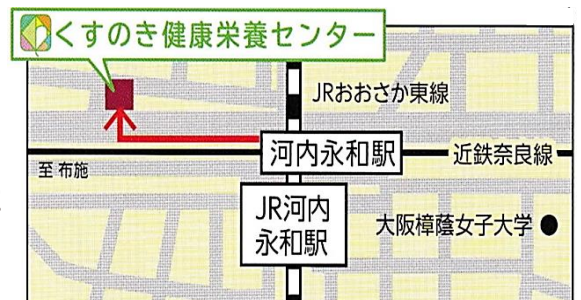 くすのき健康栄養センター
JRおおさか東線
河内永和駅
近鉄奈良線
至 布施
JR河内
永和駅
大阪樟蔭女子大学